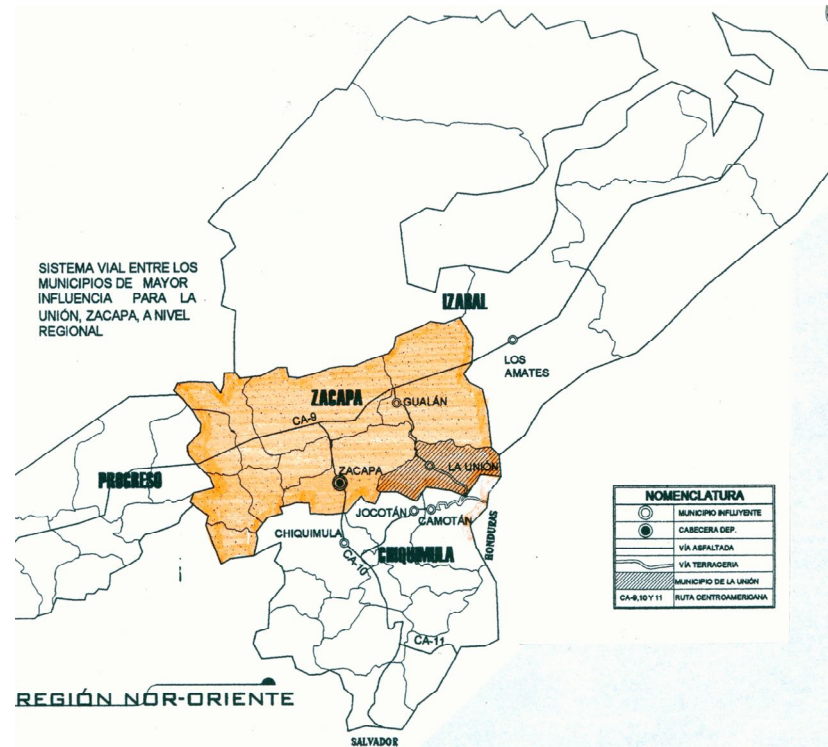 SISTEMA VIAL ENTRE LOS
MUNICIPIOS DE MAYOR
INFLUENCIA PARA LA
UNIÓN, ZACAPA, A NIVEL
REGIONAL
IZABAL
LOS
AMATES
ZACAPA
GUALÁN
CA-9
ZACAPA
LA UNIÓN
PROGRESO
JOCOTÁN
CAMOTÁN
CHIQUIMULA
CHIQUIMULA
HONDURAS
CA-10
CA-11
NOMENCLATURA
MUNICIPIO INFLUYENTE
CABECERA DEP.
VÍA ASFALTADA
VÍA TERRACERIA
MUNICIPIO DE LA UNIÓN
CA-9,10 Y 11 RUTA CENTROAMERICANA
REGIÓN NOR-ORIENTE
SALVADOR